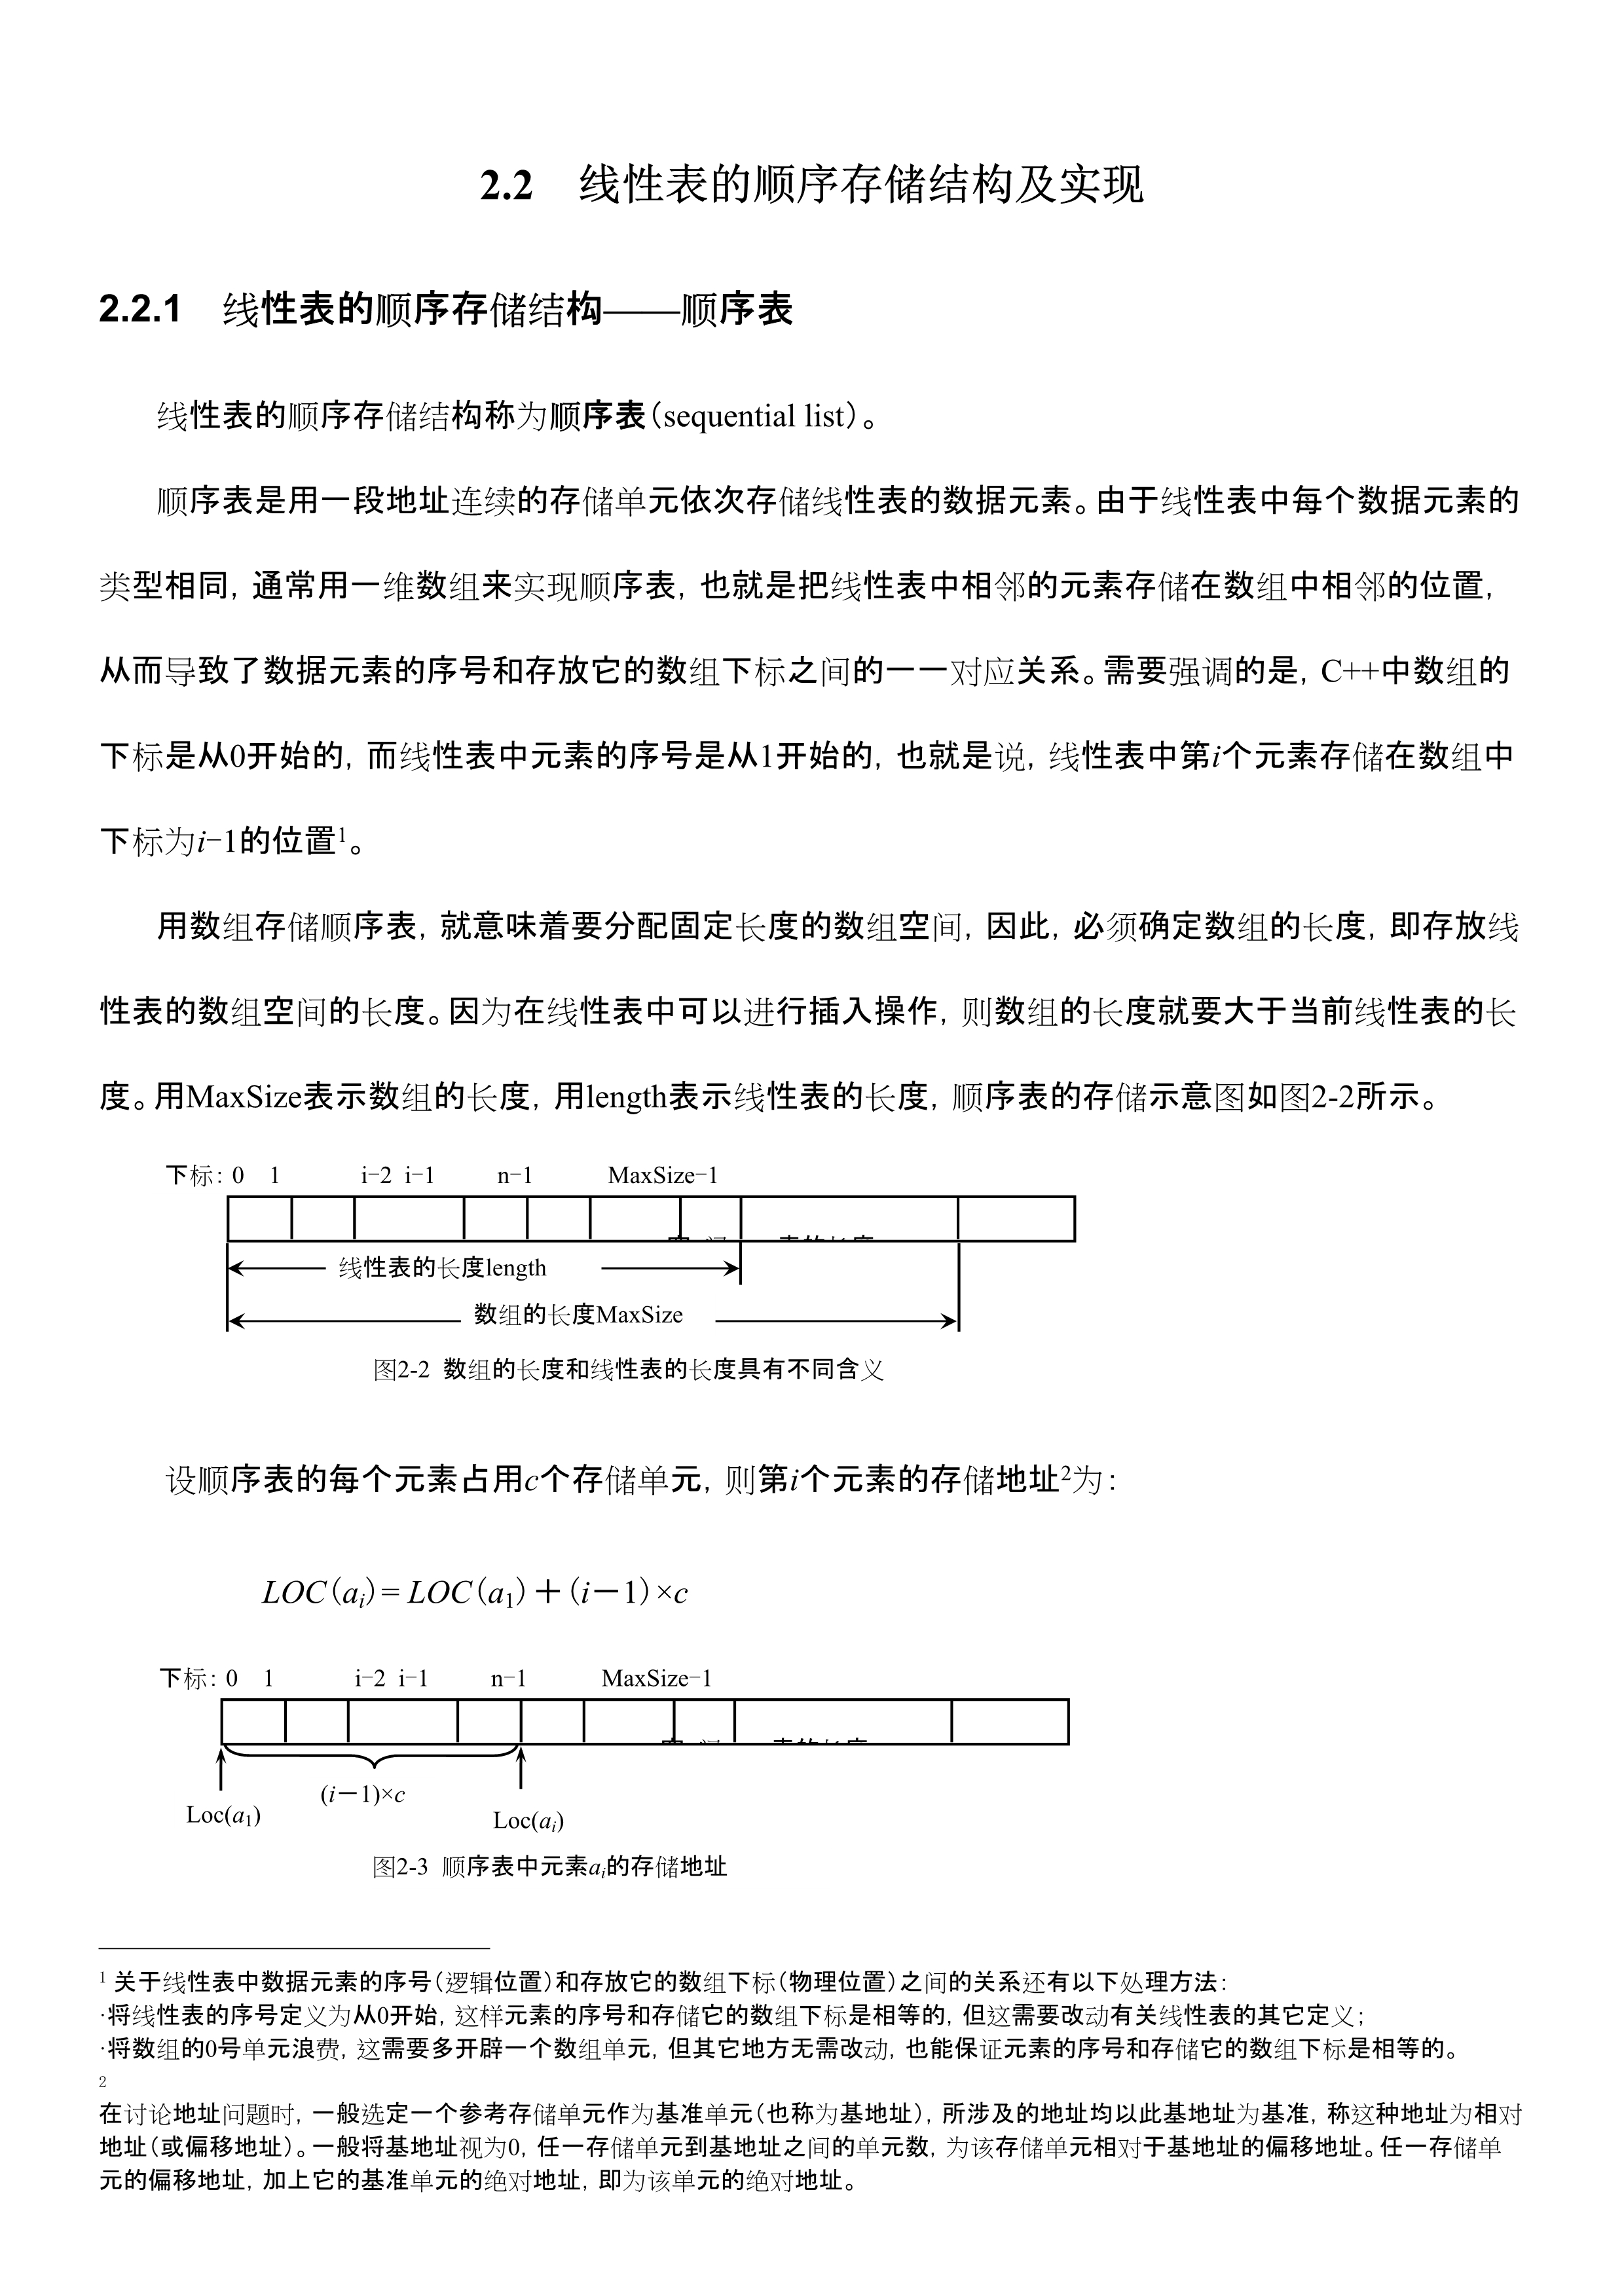 2.2 线性表的顺序存储结构及实现
2.2.1 线性表的顺序存储结构——顺序表
线性表的顺序存储结构称为顺序表(sequential list)。
顺序表是用一段地址连续的存储单元依次存储线性表的数据元素。由于线性表中每个数据元素的
类型相同,通常用一维数组来实现顺序表,也就是把线性表中相邻的元素存储在数组中相邻的位置,
从而导致了数据元素的序号和存放它的数组下标之间的一一对应关系。需要强调的是,C++中数组的
下标是从0开始的,而线性表中元素的序号是从1开始的,也就是说,线性表中第i个元素存储在数组中
下标为i−1的位置1。
用数组存储顺序表,就意味着要分配固定长度的数组空间,因此,必须确定数组的长度,即存放线
性表的数组空间的长度。因为在线性表中可以进行插入操作,则数组的长度就要大于当前线性表的长
度。用MaxSize表示数组的长度,用length表示线性表的长度,顺序表的存储示意图如图2-2所示。
下标:0 1 i−2 i−1 n−1 MaxSize−1
线性表的长度length
数组的长度MaxSize
图2-2 数组的长度和线性表的长度具有不同含义
设顺序表的每个元素占用c个存储单元,则第i个元素的存储地址2为:
LOC(ai)= LOC(a1)+(i-1)×c
下标:0 1 i−2 i−1 n−1 MaxSize−1
(i-1)×c
Loc(a1)
Loc(ai)
图2-3 顺序表中元素ai的存储地址
1 关于线性表中数据元素的序号(逻辑位置)和存放它的数组下标(物理位置)之间的关系还有以下处理方法:
·将线性表的序号定义为从0开始,这样元素的序号和存储它的数组下标是相等的,但这需要改动有关线性表的其它定义;
·将数组的0号单元浪费,这需要多开辟一个数组单元,但其它地方无需改动,也能保证元素的序号和存储它的数组下标是相等的。
2
在讨论地址问题时,一般选定一个参考存储单元作为基准单元(也称为基地址),所涉及的地址均以此基地址为基准,称这种地址为相对
地址(或偏移地址)。一般将基地址视为0,任一存储单元到基地址之间的单元数,为该存储单元相对于基地址的偏移地址。任一存储单
元的偏移地址,加上它的基准单元的绝对地址,即为该单元的绝对地址。